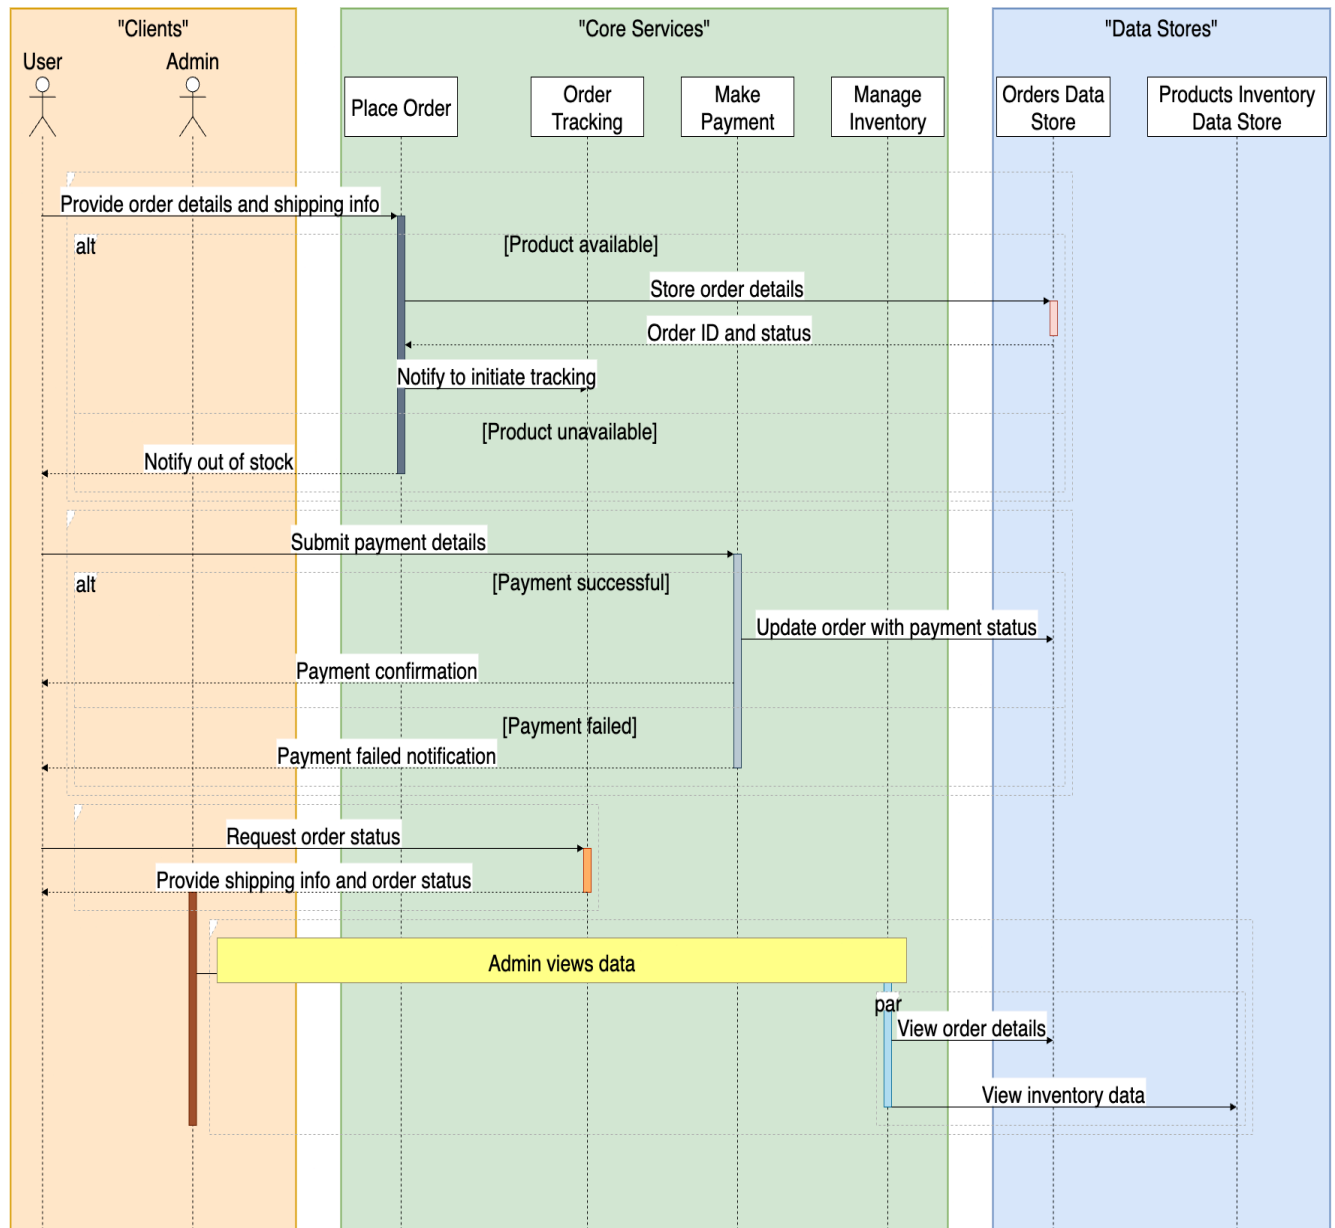 "Clients"
"Core Services"
"Data Stores"
User
Admin
Place Order
Order
Tracking
Make
Payment
Manage
Inventory
Orders Data
Store
Products Inventory
Data Store
Provide order details and shipping info
alt
[Product available]
Store order details
Order ID and status
Notify to initiate tracking
[Product unavailable]
Notify out of stock
Submit payment details
alt
[Payment successful]
Update order with payment status
Payment confirmation
[Payment failed]
Payment failed notification
Request order status
Provide shipping info and order status
Admin views data
par
View order details
View inventory data